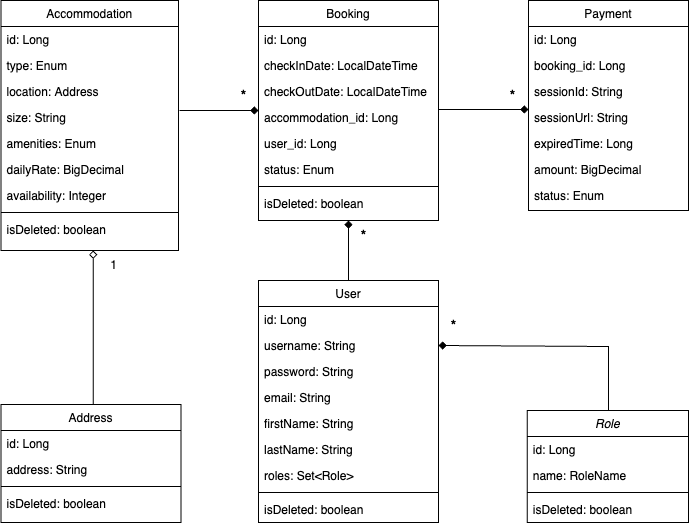 Accommodation
id: Long
type: Enum
location: Address
size: String
amenities: Enum
dailyRate: BigDecimal
availability: Integer
isDeleted: boolean
*
Booking
id: Long
checkInDate: LocalDateTime
checkOutDate: LocalDateTime
accommodation_id: Long
user_id: Long
status: Enum
isDeleted: boolean
*
Payment
id: Long
booking_id: Long
sessionId: String
sessionUrl: String
expiredTime: Long
amount: BigDecimal
status: Enum
1
*
Address
id: Long
address: String
isDeleted: boolean
User
id: Long
username: String
password: String
email: String
firstName: String
lastName: String
roles: Set<Role>
isDeleted: boolean
*
Role
id: Long
name: RoleName
isDeleted: boolean